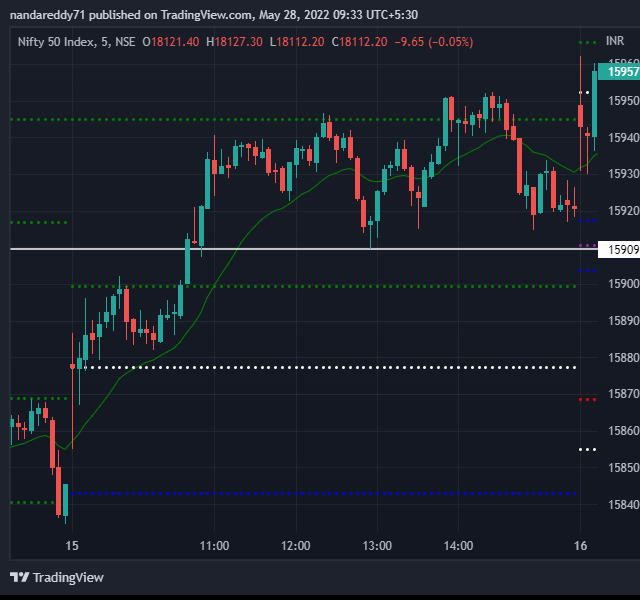 nandareddy71 published on TradingView.com, May 28, 2022 09:33 UTC+5:30
Nifty 50 Index, 5, NSE O18121.40 H18127.30 L18112.20 C18112.20 −9.65 (−0.05%)
INR
15960
15957
15950
15940
15930
15920
15909
15900
15890
15880
15870
15860
15850
15840
15 11:00 12:00 13:00 14:00 16
TradingView